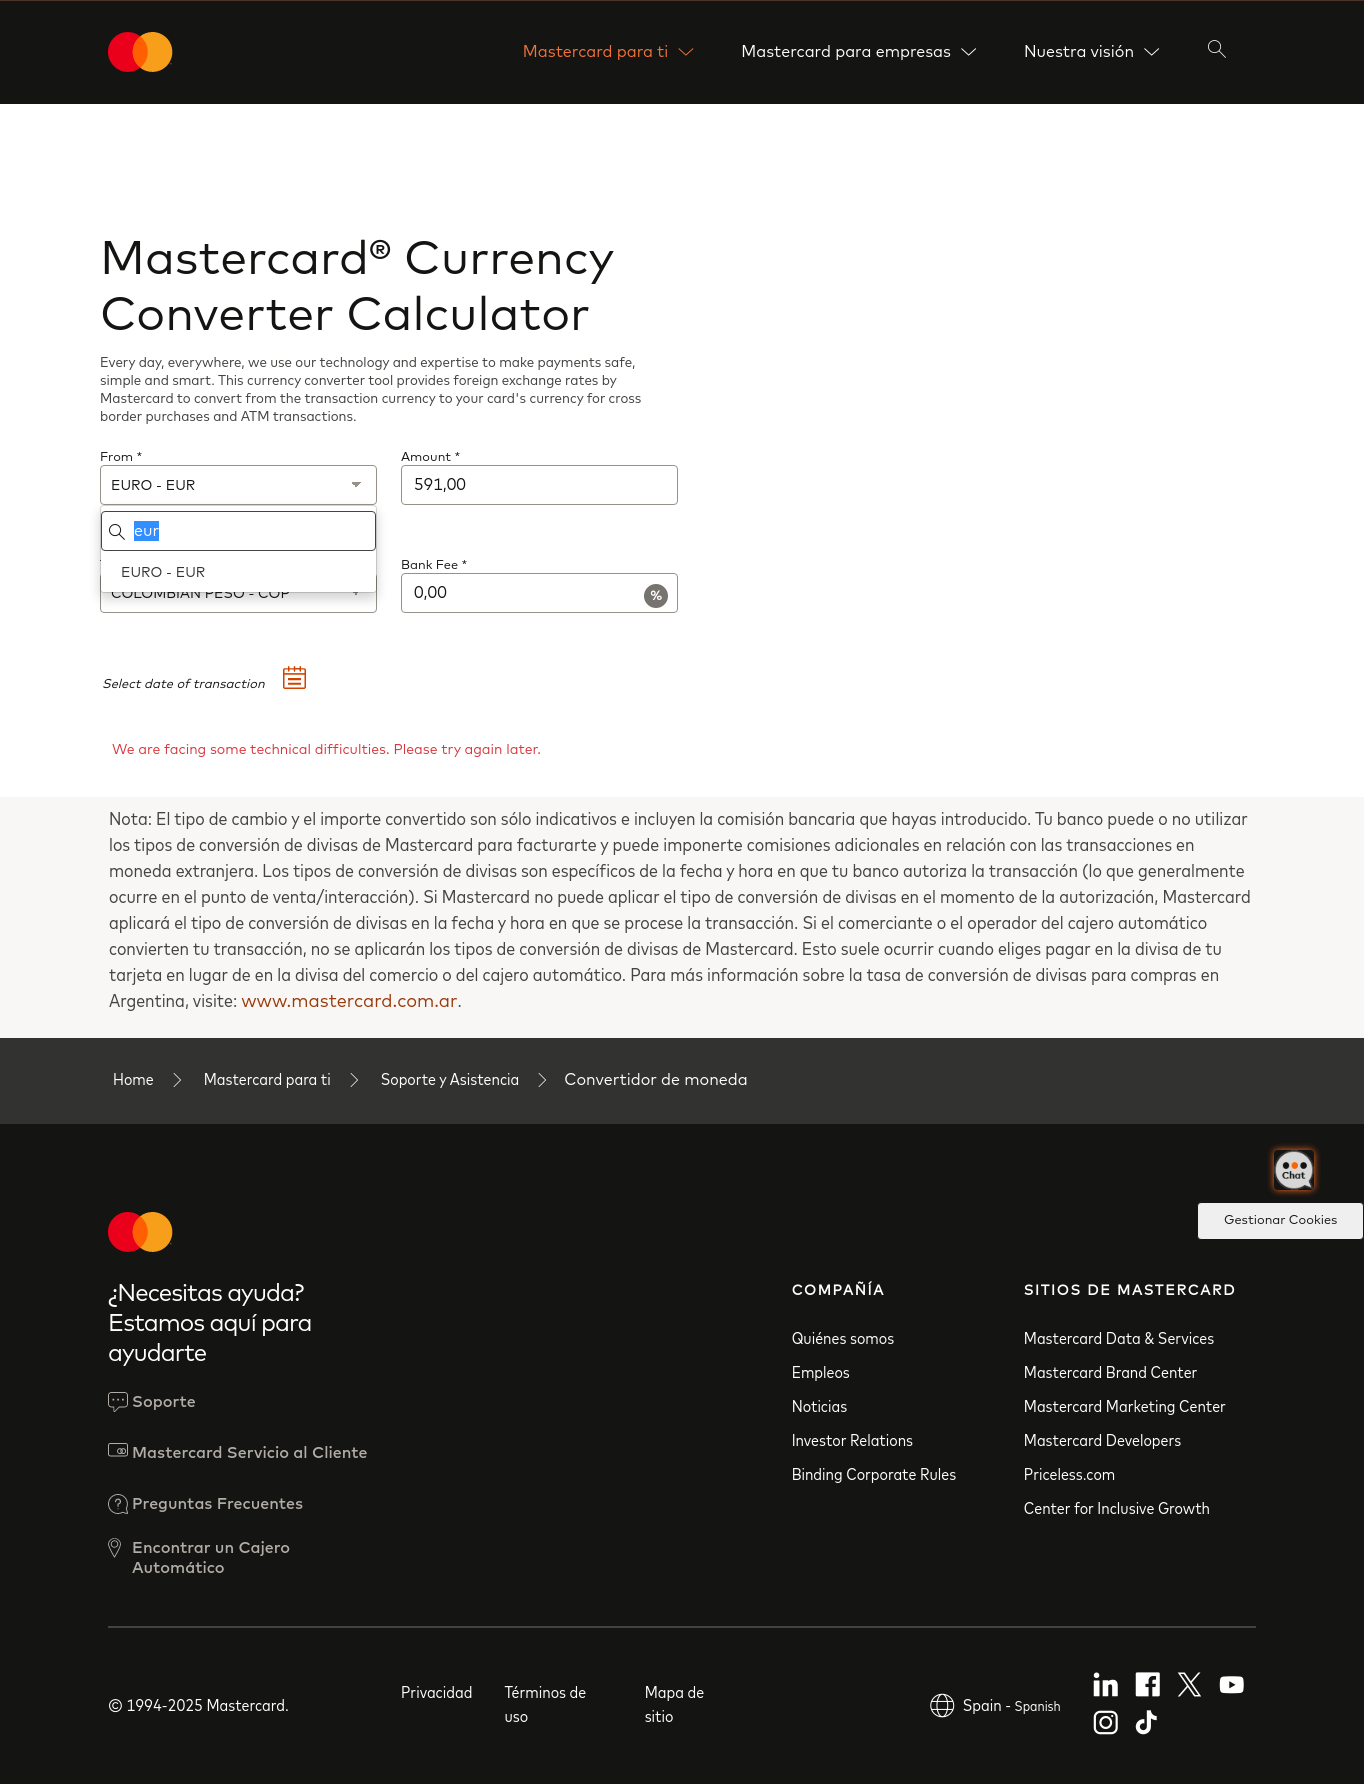 Mastercard para ti
Mastercard para empresas
Nuestra visión
Mastercard® Currency
Converter Calculator
Every day, everywhere, we use our technology and expertise to make payments safe,
simple and smart. This currency converter tool provides foreign exchange rates by
Mastercard to convert from the transaction currency to your card's currency for cross
border purchases and ATM transactions.
From *
Amount *
EURO - EUR
591,00
eur
EURO - EUR
Bank Fee *
COLOMBIAN PESO - COP
0,00
%
Select date of transaction
We are facing some technical difficulties. Please try again later.
Nota: El tipo de cambio y el importe convertido son sólo indicativos e incluyen la comisión bancaria que hayas introducido. Tu banco puede o no utilizar
los tipos de conversión de divisas de Mastercard para facturarte y puede imponerte comisiones adicionales en relación con las transacciones en
moneda extranjera. Los tipos de conversión de divisas son específicos de la fecha y hora en que tu banco autoriza la transacción (lo que generalmente
ocurre en el punto de venta/interacción). Si Mastercard no puede aplicar el tipo de conversión de divisas en el momento de la autorización, Mastercard
aplicará el tipo de conversión de divisas en la fecha y hora en que se procese la transacción. Si el comerciante o el operador del cajero automático
convierten tu transacción, no se aplicarán los tipos de conversión de divisas de Mastercard. Esto suele ocurrir cuando eliges pagar en la divisa de tu
tarjeta en lugar de en la divisa del comercio o del cajero automático. Para más información sobre la tasa de conversión de divisas para compras en
Argentina, visite: www.mastercard.com.ar.
Home
Mastercard para ti
Soporte y Asistencia
Convertidor de moneda
Chat
Gestionar Cookies
¿Necesitas ayuda?
Estamos aquí para
ayudarte
Soporte
Mastercard Servicio al Cliente
Preguntas Frecuentes
Encontrar un Cajero
Automático
COMPAÑÍA
Quiénes somos
Empleos
Noticias
Investor Relations
Binding Corporate Rules
SITIOS DE MASTERCARD
Mastercard Data & Services
Mastercard Brand Center
Mastercard Marketing Center
Mastercard Developers
Priceless.com
Center for Inclusive Growth
© 1994-2025 Mastercard.
Privacidad
Términos de
uso
Mapa de
sitio
Spain - Spanish